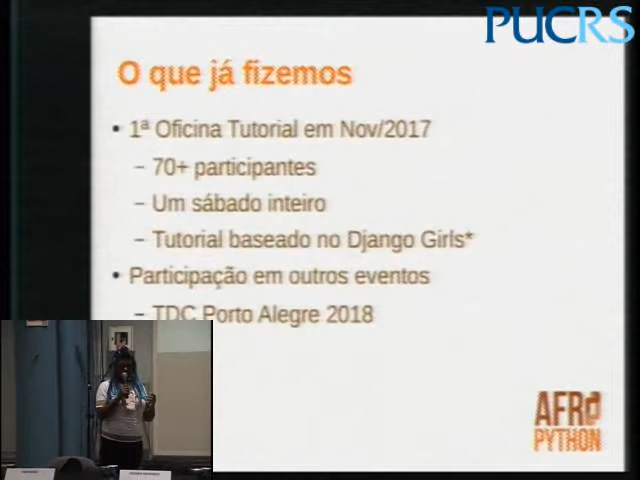 PUCRS
O que já fizemos
• 1ª Oficina Tutorial em Nov/2017
– 70+ participantes
– Um sábado inteiro
– Tutorial baseado no Django Girls*
• Participação em outros eventos
– TDC Porto Alegre 2018
AFRO
PYTHON